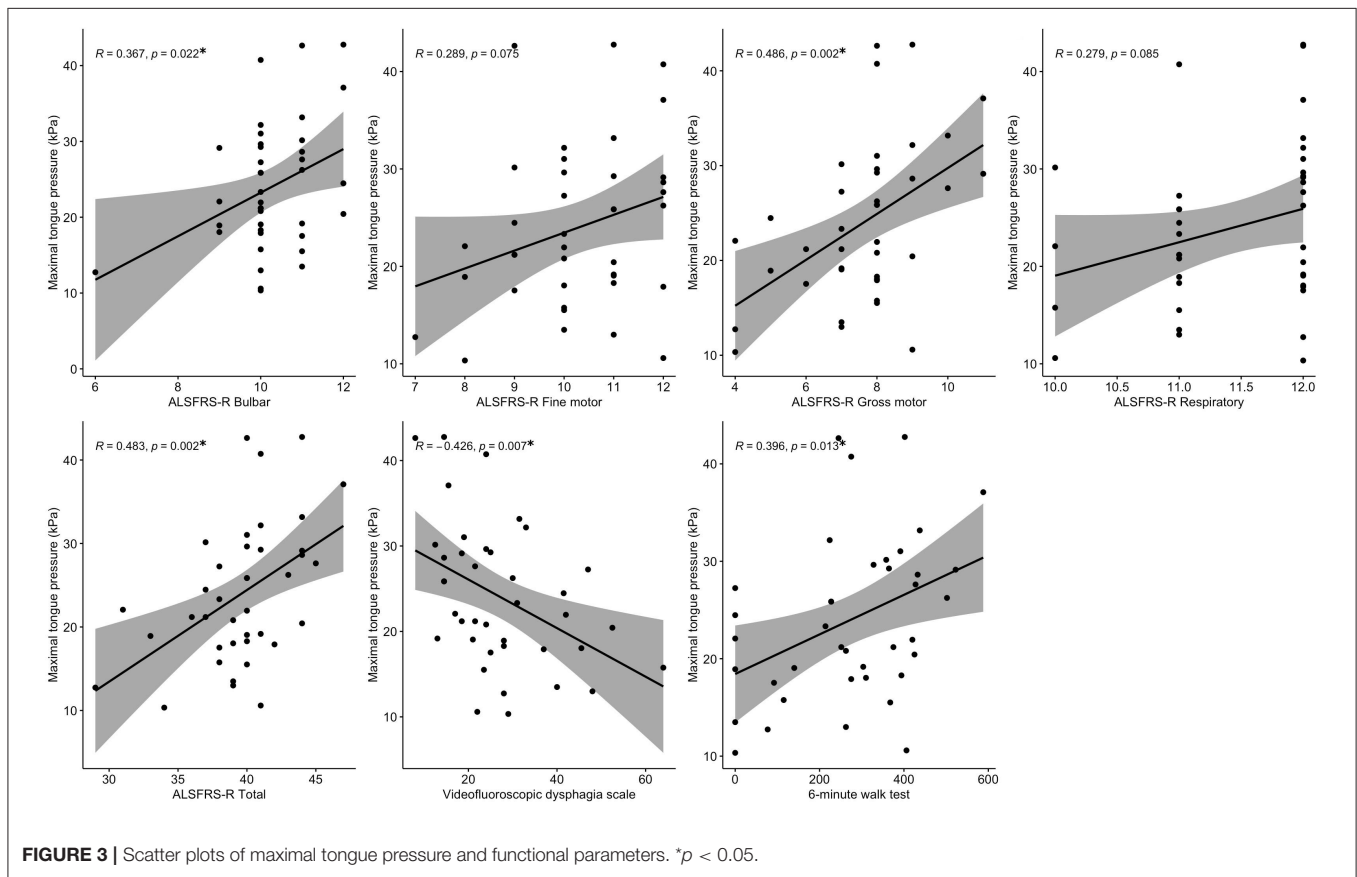 R = 0.367, p = 0.022*
Maximal tongue pressure (kPa)
40
30
20
10
0
6
8
10
12
ALSFRS-R Bulbar
R = 0.289, p = 0.075
Maximal tongue pressure (kPa)
40
30
20
10
7
8
9
10
11
12
ALSFRS-R Fine motor
R = 0.486, p = 0.002*
Maximal tongue pressure (kPa)
40
30
20
10
4
6
8
10
ALSFRS-R Gross motor
R = 0.279, p = 0.085
Maximal tongue pressure (kPa)
40
30
20
10
10.0
10.5
11.0
11.5
12.0
ALSFRS-R Respiratory
R = 0.483, p = 0.002*
Maximal tongue pressure (kPa)
40
30
20
10
30
35
40
45
ALSFRS-R Total
R = −0.426, p = 0.007*
Maximal tongue pressure (kPa)
40
30
20
10
20
40
60
Videofluoroscopic dysphagia scale
R = 0.396, p = 0.013*
Maximal tongue pressure (kPa)
40
30
20
10
0
200
400
600
6-minute walk test
FIGURE 3 | Scatter plots of maximal tongue pressure and functional parameters. *p < 0.05.